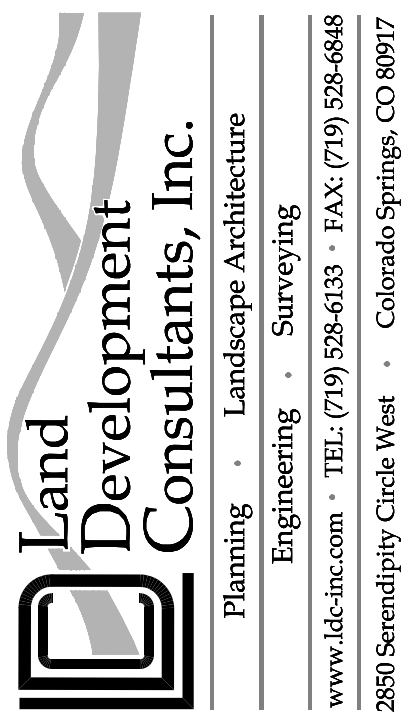 Land
Development
Consultants, Inc.
Planning • Landscape Architecture
Engineering • Surveying
www.ldc-inc.com • TEL: (719) 528-6133 • FAX: (719) 528-6848
2850 Serendipity Circle West • Colorado Springs, CO 80917